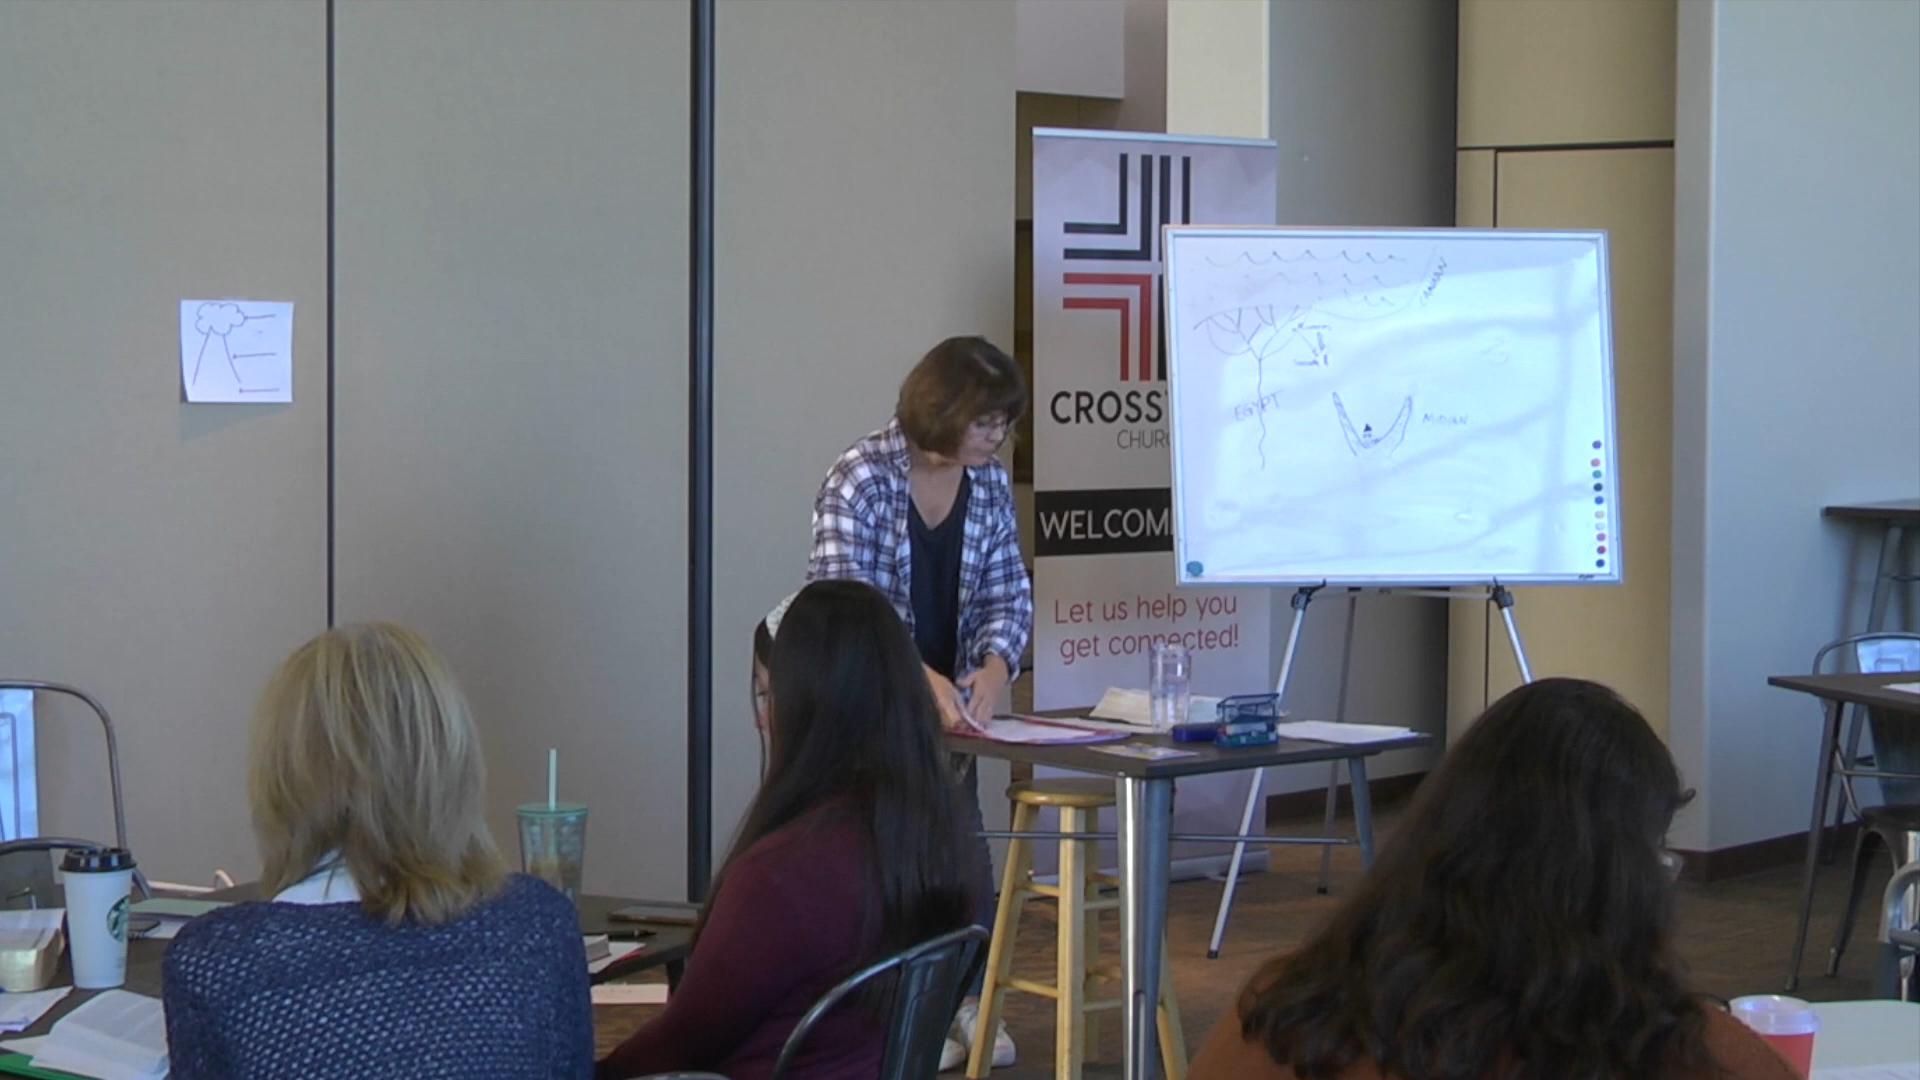 CROSS
CHURC
WELCOM
Let us help you
get connected!
CANAAN
EGYPT
MIDIAN